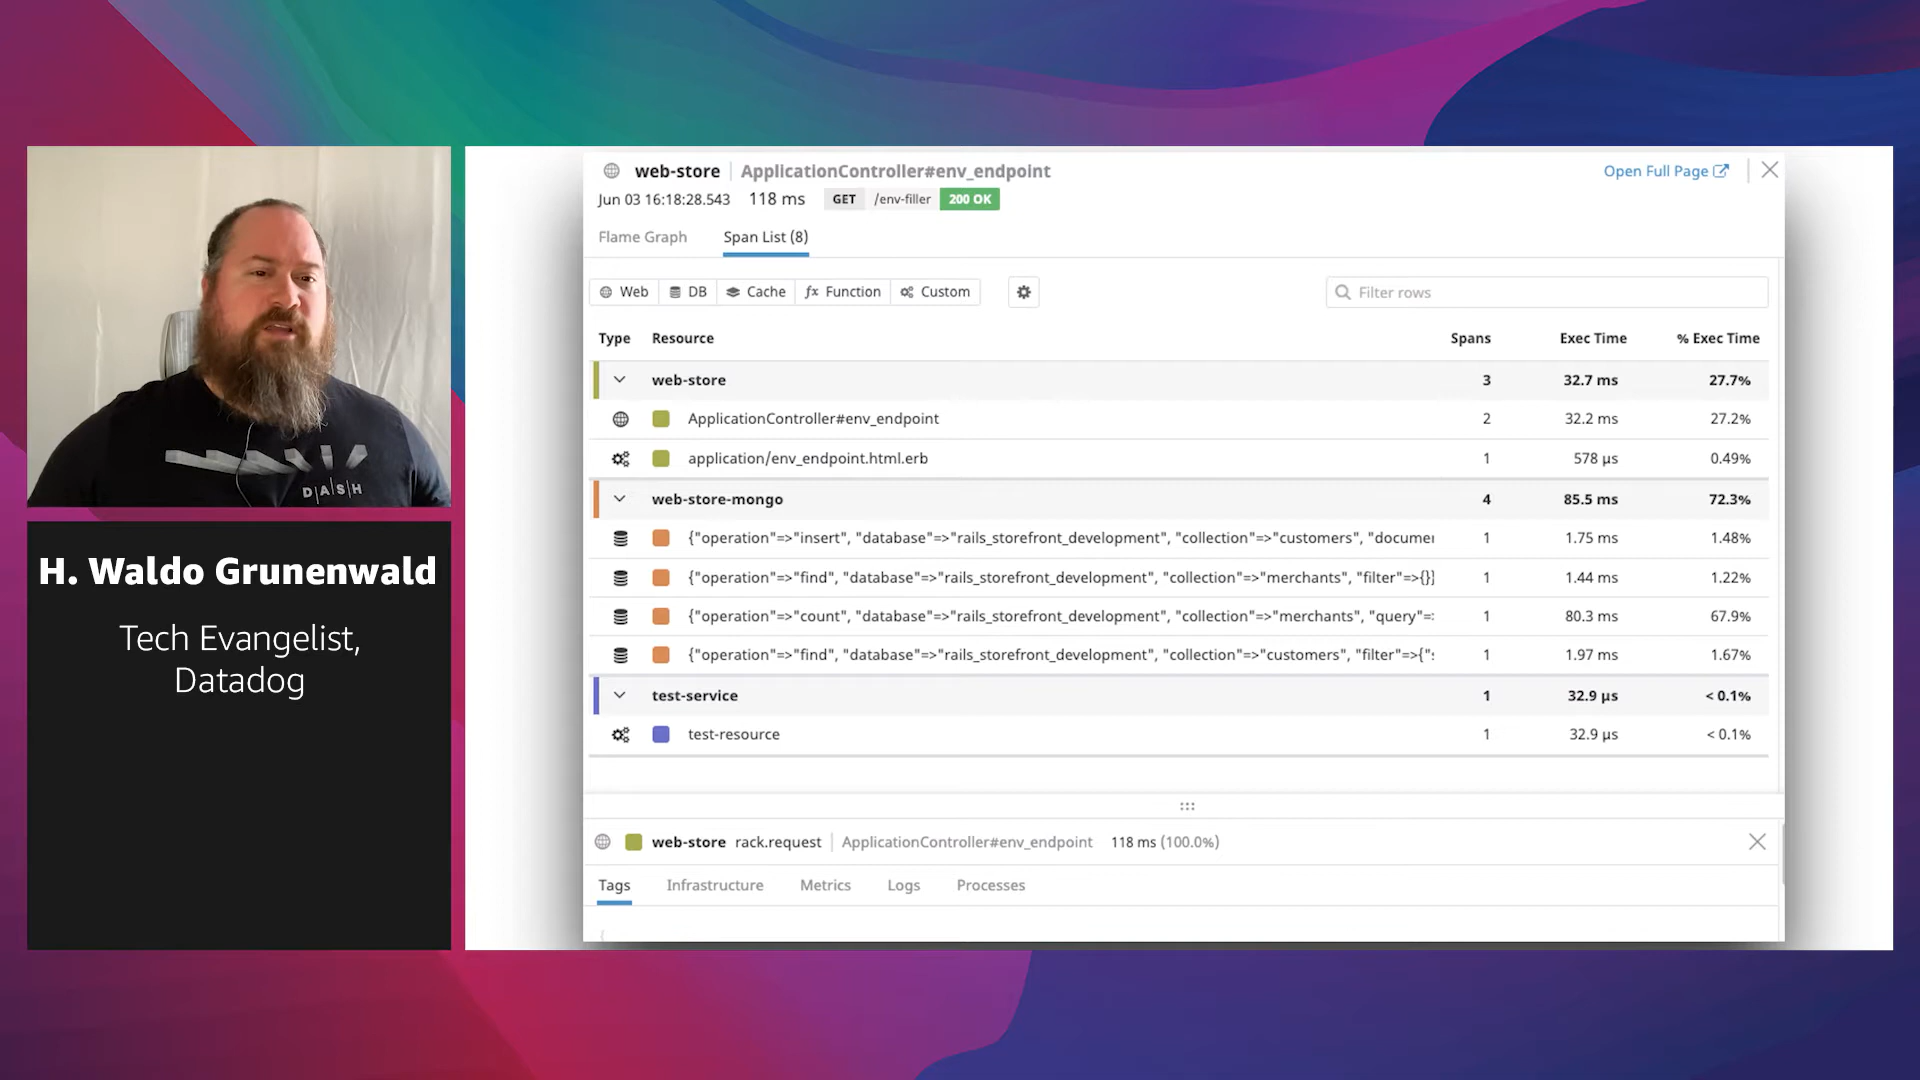 D|A|S|H
H. Waldo Grunenwald
Tech Evangelist,
Datadog
web-store | ApplicationController#env_endpoint
Open Full Page
Jun 03 16:18:28.543 118 ms GET /env-filler 200 OK
Flame Graph Span List (8)
Web DB Cache fx Function Custom
Filter rows
Type Resource Spans Exec Time % Exec Time
web-store 3 32.7 ms 27.7%
ApplicationController#env_endpoint 2 32.2 ms 27.2%
application/env_endpoint.html.erb 1 578 µs 0.49%
web-store-mongo 4 85.5 ms 72.3%
{"operation"=>"insert", "database"=>"rails_storefront_development", "collection"=>"customers", "documen 1 1.75 ms 1.48%
{"operation"=>"find", "database"=>"rails_storefront_development", "collection"=>"merchants", "filter"=>{}} 1 1.44 ms 1.22%
{"operation"=>"count", "database"=>"rails_storefront_development", "collection"=>"merchants", "query"=: 1 80.3 ms 67.9%
{"operation"=>"find", "database"=>"rails_storefront_development", "collection"=>"customers", "filter"=>{": 1 1.97 ms 1.67%
test-service 1 32.9 µs < 0.1%
test-resource 1 32.9 µs < 0.1%
web-store rack.request | ApplicationController#env_endpoint 118 ms (100.0%)
Tags Infrastructure Metrics Logs Processes